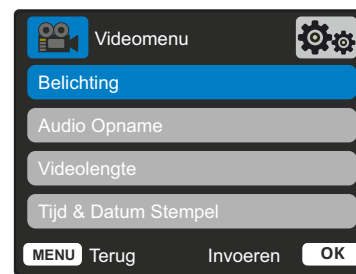 Videomenu
Belichting
Audio Opname
Videolengte
Tijd & Datum Stempel
MENU Terug Invoeren OK